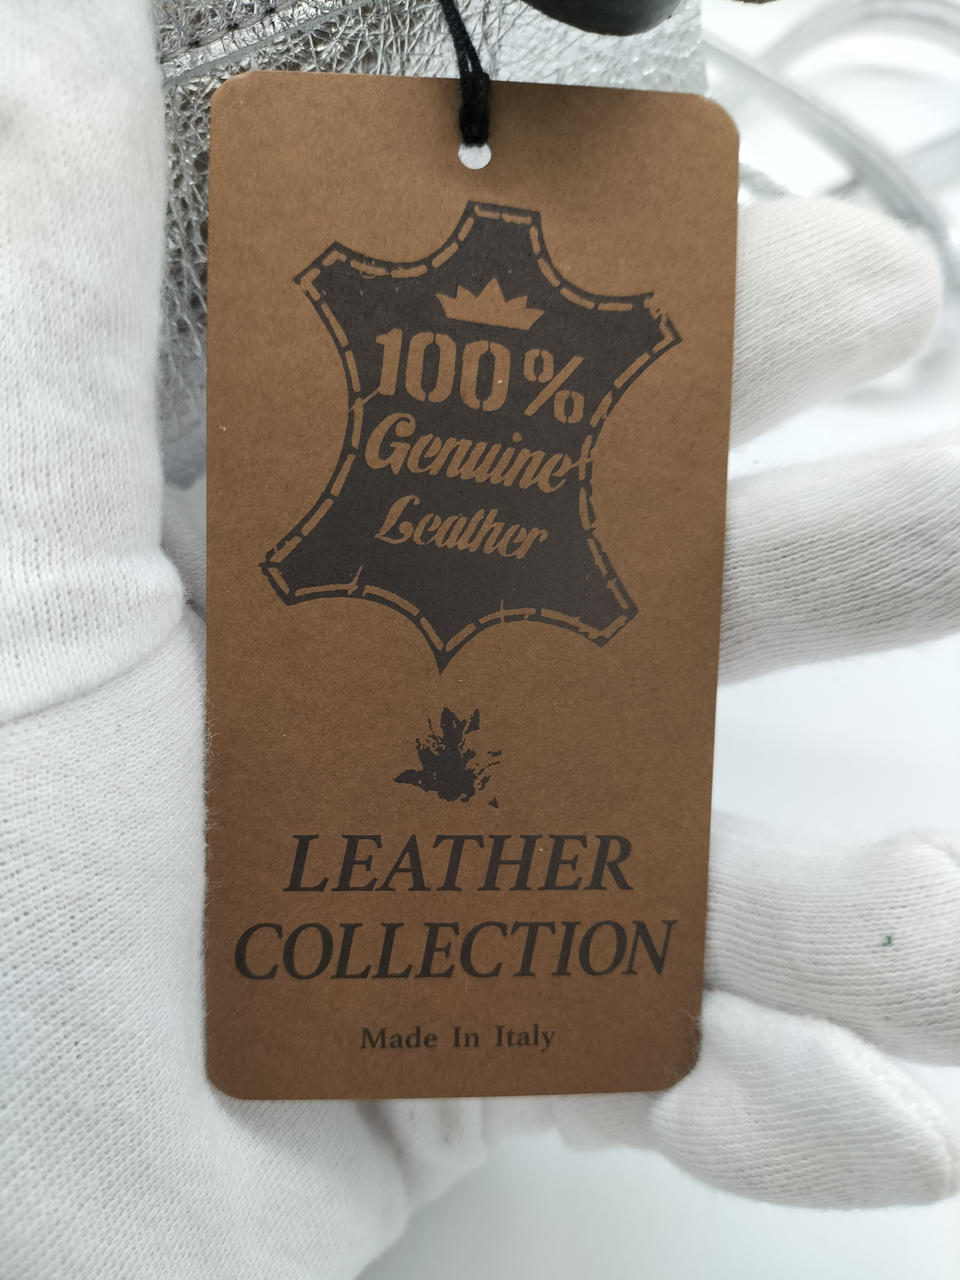 100%
Genuine
Leather
LEATHER
COLLECTION
Made In Italy